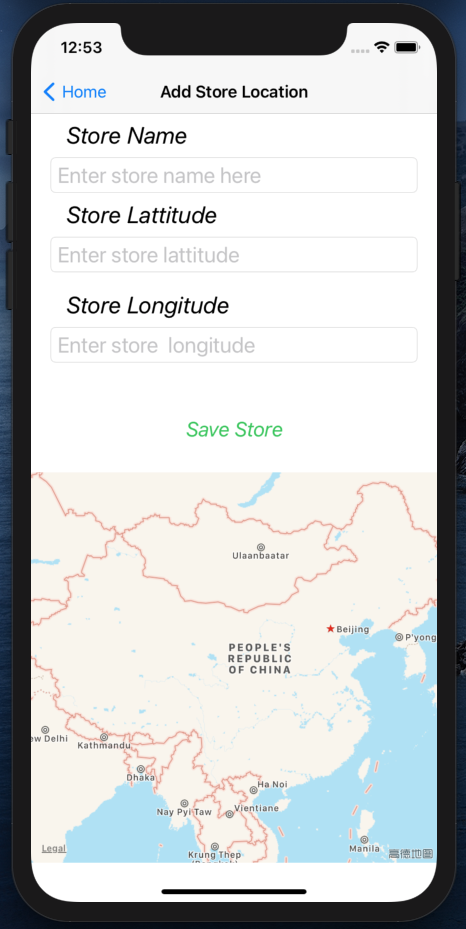 12:53
Home
Add Store Location
Store Name
Enter store name here
Store Lattitude
Enter store lattitude
Store Longitude
Enter store  longitude
Save Store
Ulaanbaatar
Beijing
P'yong
PEOPLE'S
REPUBLIC
OF CHINA
ew Delhi
Kathmandu
Dhaka
Ha Noi
Nay Pyi Taw
Vientiane
Manila
Legal
Krung Thep
高德地圖